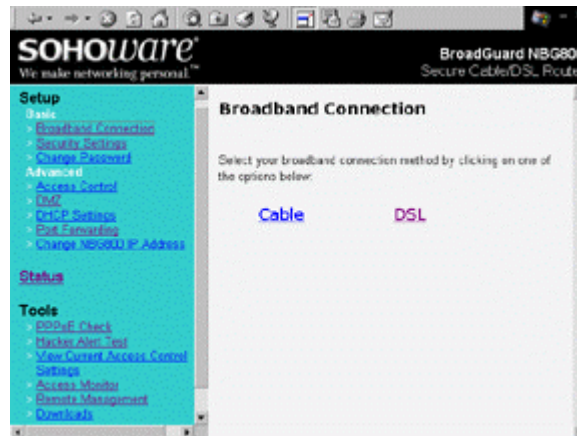 SOHOware
We make networking personal.™
BroadGuard NBG80
Secure Cable/DSL Route
Setup
Basic
> Broadband Connection
> Security Settings
> Change Password
Advanced
> Access Control
> DMZ
> DHCP Settings
> Port Forwarding
> Change NBG800 IP Address
Status
Tools
> PPPoE Check
> Hacker Alert Test
> View Current Access Control
Settings
> Access Monitor
> Remote Management
> Downloads
Broadband Connection
Select your broadband connection method by clicking on one of
the options below:
Cable DSL